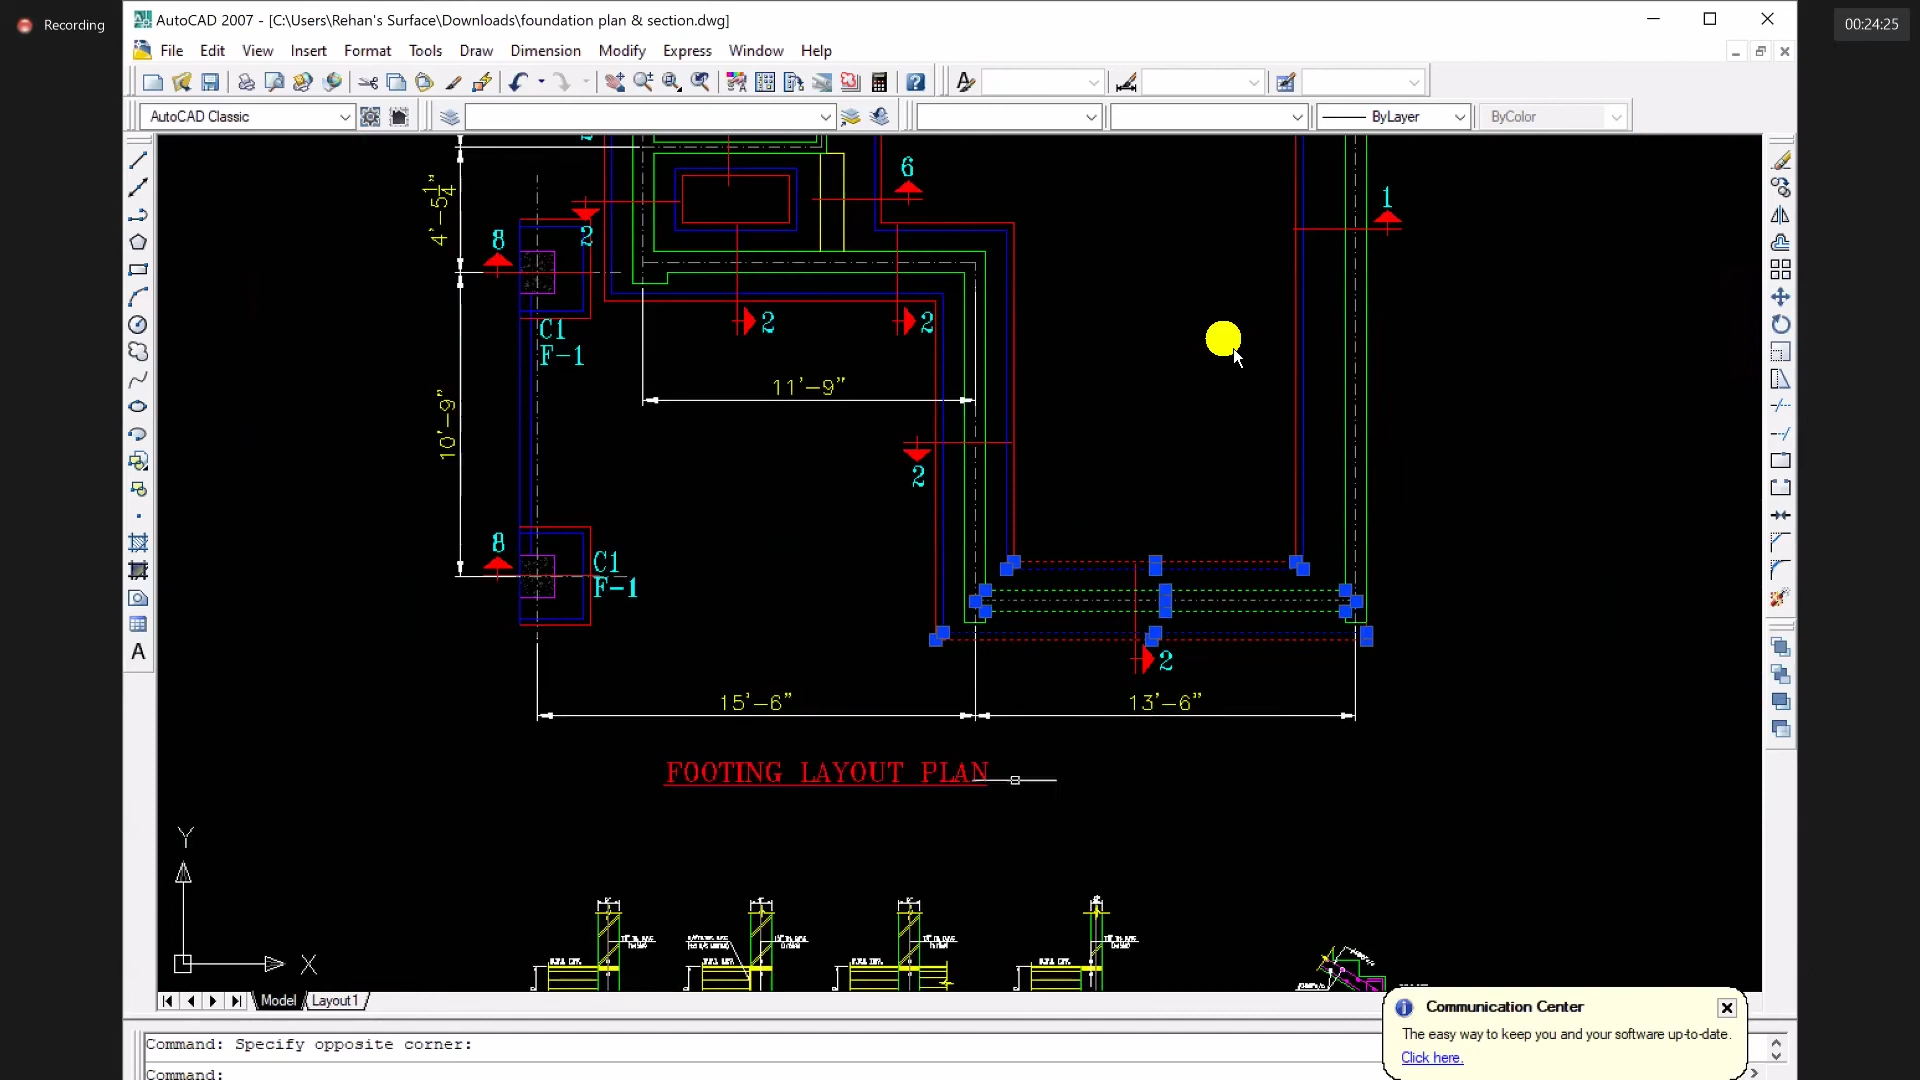 Recording
AutoCAD 2007 - [C:\Users\Rehan's Surface\Downloads\foundation plan & section.dwg]
00:24:25
File Edit View Insert Format Tools Draw Dimension Modify Express Window Help
AutoCAD Classic
ByLayer
ByColor
6
1
4'-5 1/4"
2
8
2
2
C1
F-1
11'-9"
10'-9"
2
8
C1
F-1
2
15'-6"
13'-6"
FOOTING LAYOUT PLAN
Y
X
Model
Layout1
Communication Center
The easy way to keep you and your software up-to-date.
Click here.
Command: Specify opposite corner:
Command: